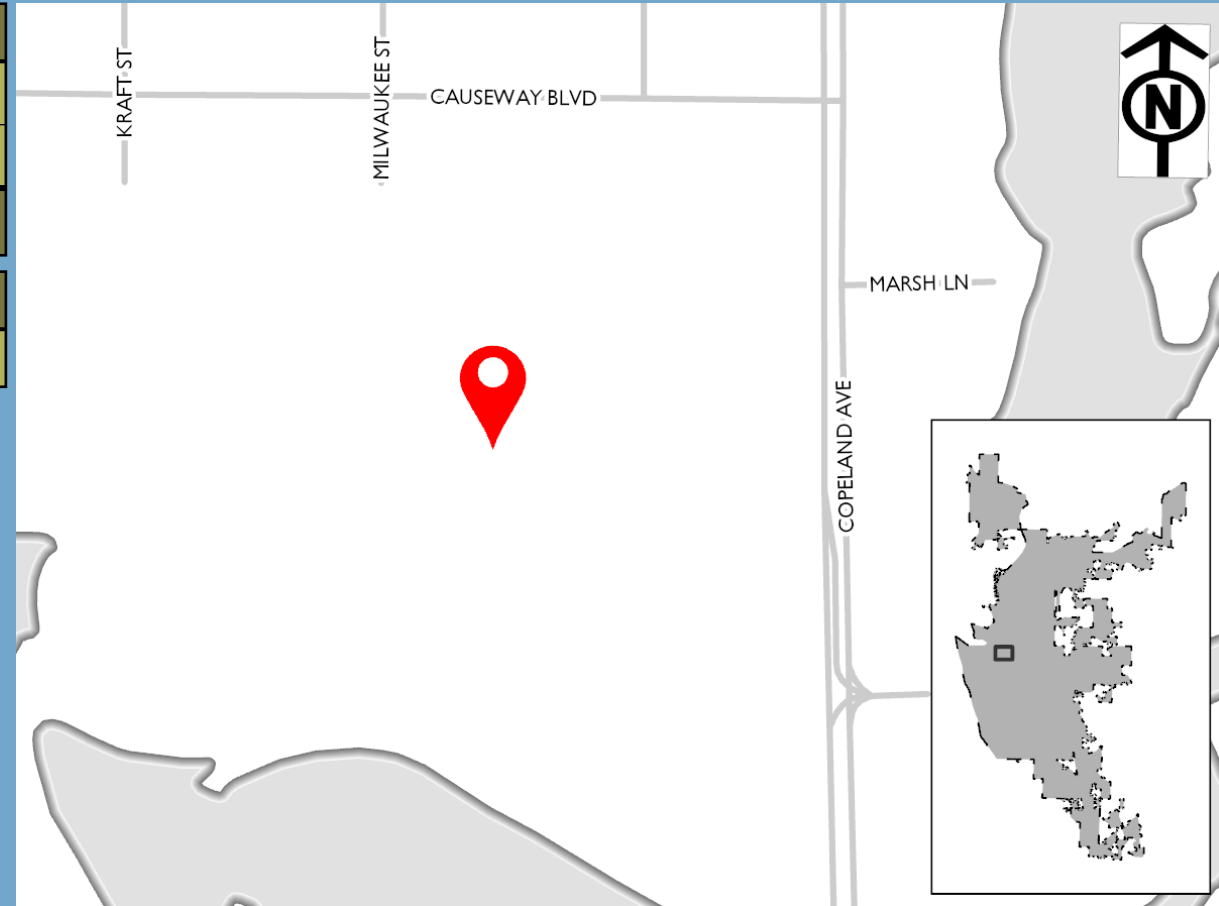 KRAFT ST
MILWAUKEE ST
CAUSEWAY BLVD
N
MARSH LN
COPELAND AVE